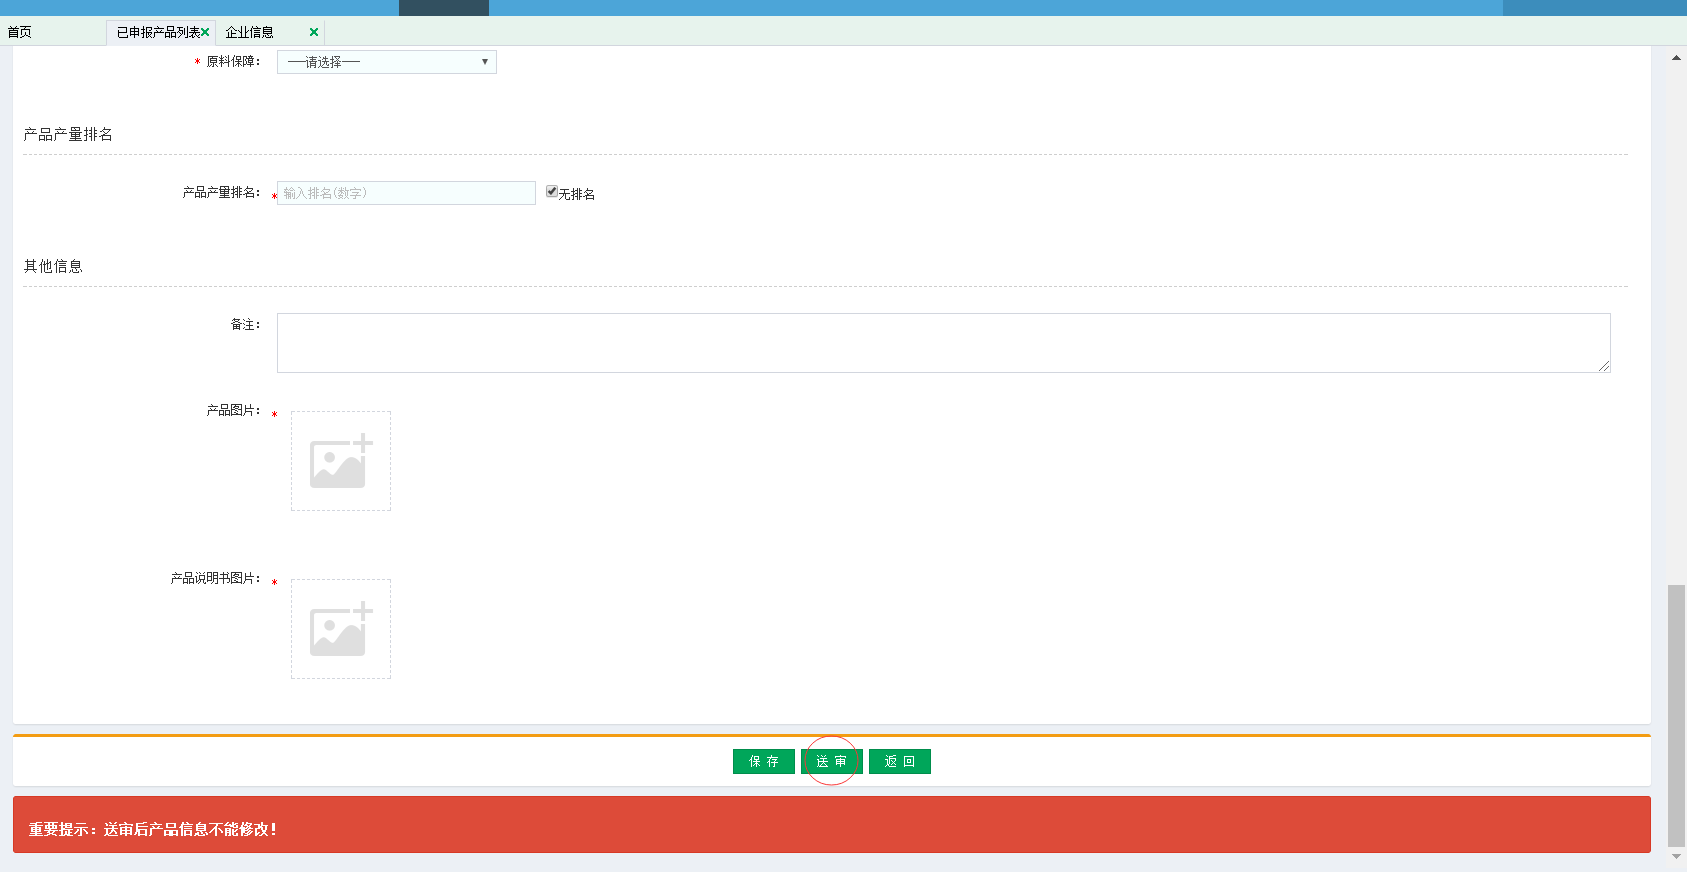 首页 已申报产品列表 企业信息
* 原料保障： ──请选择──
产品产量排名
产品产量排名： * 输入排名(数字) 无排名
其他信息
备注：
产品图片： *
产品说明书图片： *
保存 送审 返回
重要提示：送审后产品信息不能修改！